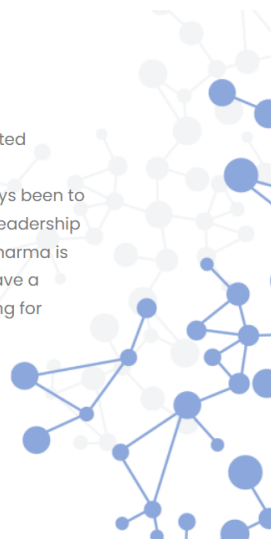 ted
ys been to
eadership
harma is
ave a
ng for